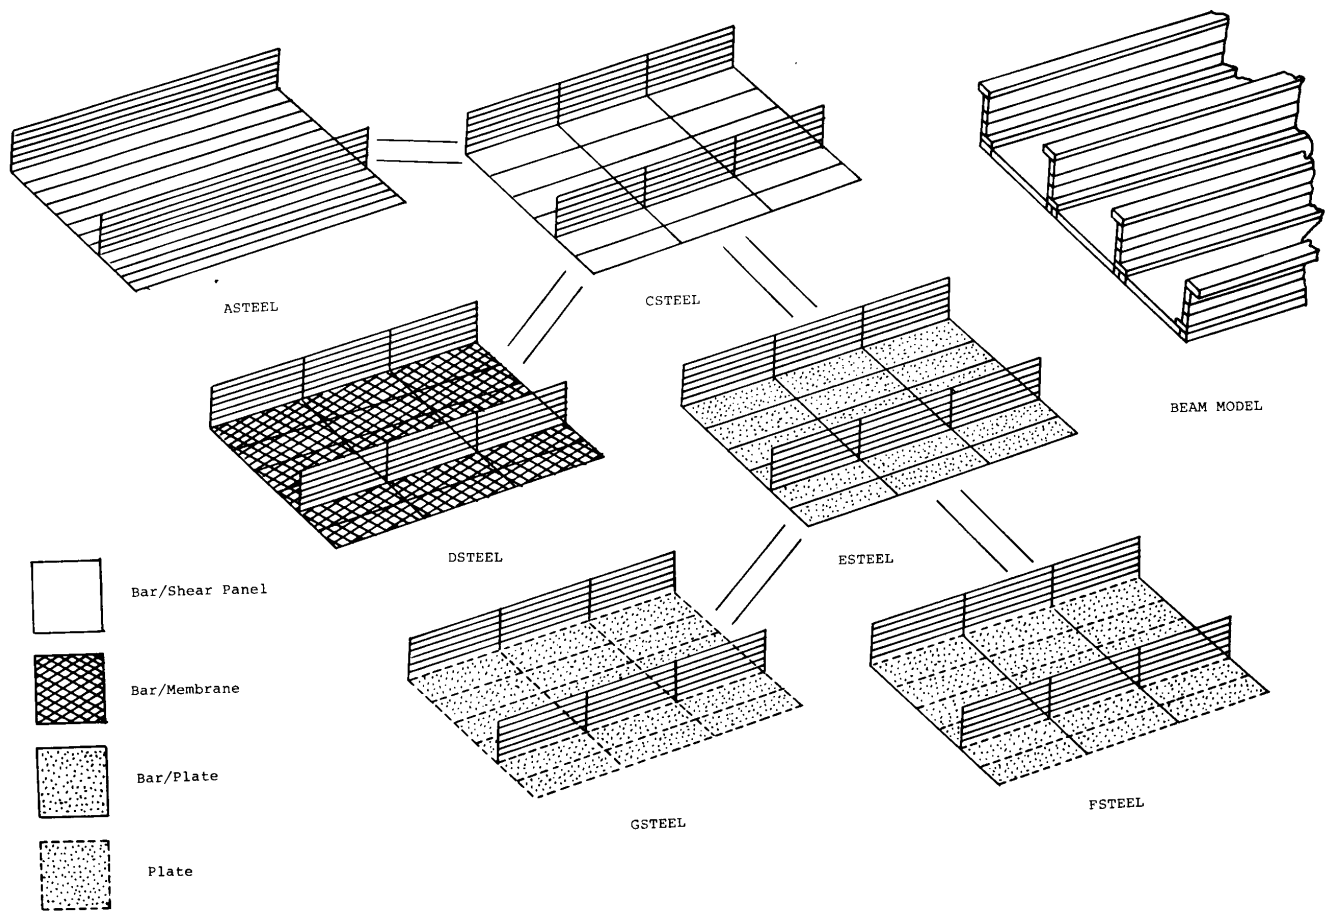 ASTEEL
CSTEEL
BEAM MODEL
DSTEEL
ESTEEL
Bar/Shear Panel
Bar/Membrane
Bar/Plate
GSTEEL
FSTEEL
Plate